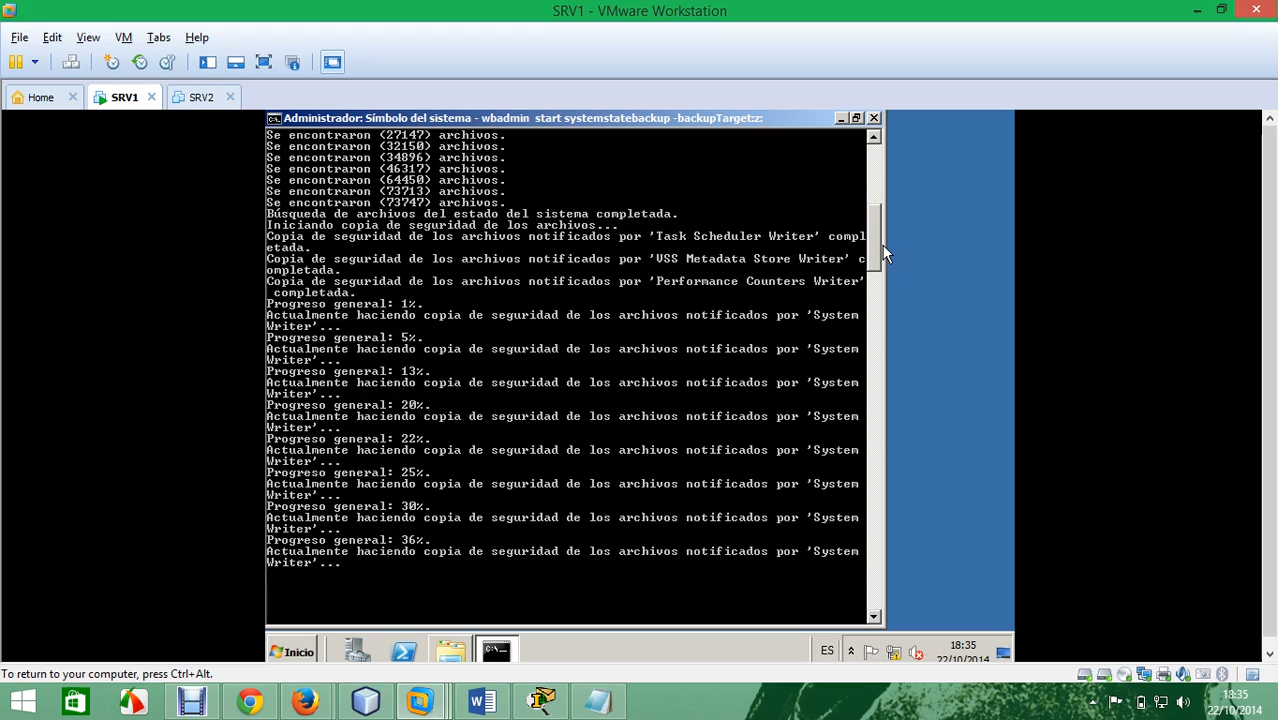 SRV1 - VMware Workstation
File Edit View VM Tabs Help
Home SRV1 SRV2
Administrador: Símbolo del sistema - wbadmin start systemstatebackup -backupTarget:z:
Se encontraron (27147) archivos.
Se encontraron (32150) archivos.
Se encontraron (34896) archivos.
Se encontraron (46317) archivos.
Se encontraron (64450) archivos.
Se encontraron (73713) archivos.
Se encontraron (73747) archivos.
Búsqueda de archivos del estado del sistema completada.
Iniciando copia de seguridad de los archivos...
Copia de seguridad de los archivos notificados por 'Task Scheduler Writer' compl
etada.
Copia de seguridad de los archivos notificados por 'VSS Metadata Store Writer' c
ompletada.
Copia de seguridad de los archivos notificados por 'Performance Counters Writer'
completada.
Progreso general: 1%.
Actualmente haciendo copia de seguridad de los archivos notificados por 'System
Writer'...
Progreso general: 5%.
Actualmente haciendo copia de seguridad de los archivos notificados por 'System
Writer'...
Progreso general: 13%.
Actualmente haciendo copia de seguridad de los archivos notificados por 'System
Writer'...
Progreso general: 20%.
Actualmente haciendo copia de seguridad de los archivos notificados por 'System
Writer'...
Progreso general: 22%.
Actualmente haciendo copia de seguridad de los archivos notificados por 'System
Writer'...
Progreso general: 25%.
Actualmente haciendo copia de seguridad de los archivos notificados por 'System
Writer'...
Progreso general: 30%.
Actualmente haciendo copia de seguridad de los archivos notificados por 'System
Writer'...
Progreso general: 36%.
Actualmente haciendo copia de seguridad de los archivos notificados por 'System
Writer'...
Inicio ES 18:35
22/10/2014
To return to your computer, press Ctrl+Alt.
18:35
22/10/2014